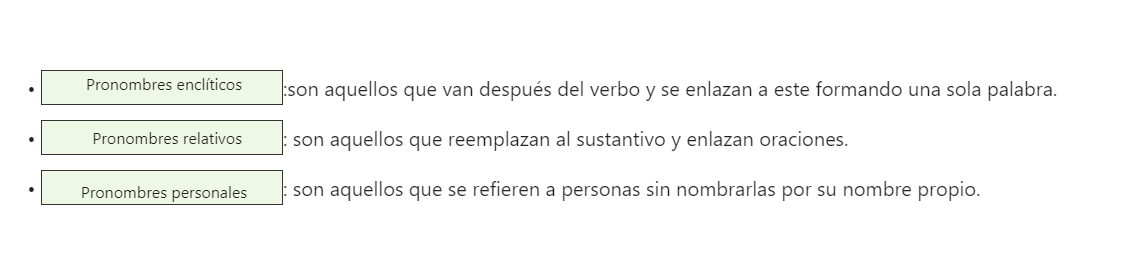 • Pronombres enclíticos :son aquellos que van después del verbo y se enlazan a este formando una sola palabra.
• Pronombres relativos : son aquellos que reemplazan al sustantivo y enlazan oraciones.
• Pronombres personales : son aquellos que se refieren a personas sin nombrarlas por su nombre propio.